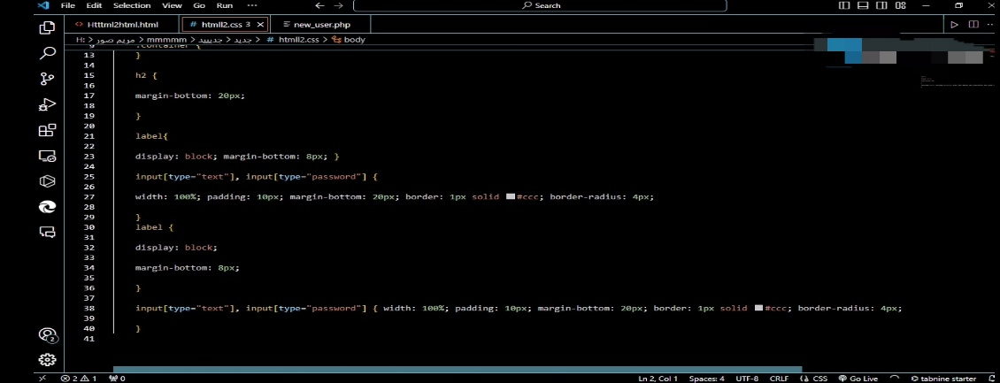 File Edit Selection View Go Run ··· Search
Htttml2html.html # htmll2.css 3 new_user.php
H: > مريم صور > mmmmm > جديييد > جديد > # htmll2.css > body
9 .container {
13 }
14
15 h2 {
16
17 margin-bottom: 20px;
18
19 }
20
21 label{
22
23 display: block; margin-bottom: 8px; }
24
25 input[type="text"], input[type="password"] {
26
27 width: 100%; padding: 10px; margin-bottom: 20px; border: 1px solid #ccc; border-radius: 4px;
28
29 }
30 label {
31
32 display: block;
33
34 margin-bottom: 8px;
35
36 }
37
38 input[type="text"], input[type="password"] { width: 100%; padding: 10px; margin-bottom: 20px; border: 1px solid #ccc; border-radius: 4px;
39
40 }
41
2
2 1 0 Ln 2, Col 1 Spaces: 4 UTF-8 CRLF CSS Go Live tabnine starter